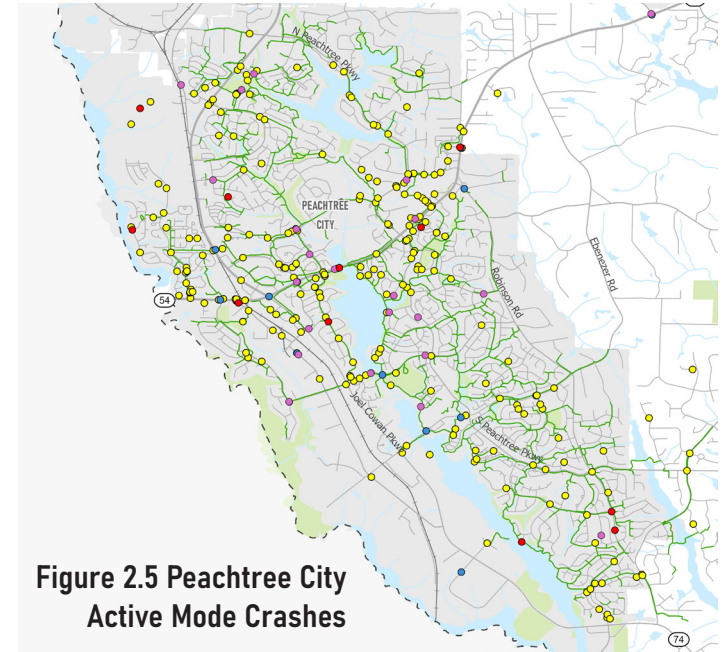 N Peachtree Pkwy
PEACHTREE
CITY
Ebenezer Rd
Robinson Rd
54
Joel Cowan Pkwy
S Peachtree Pkwy
Figure 2.5 Peachtree City
Active Mode Crashes
74